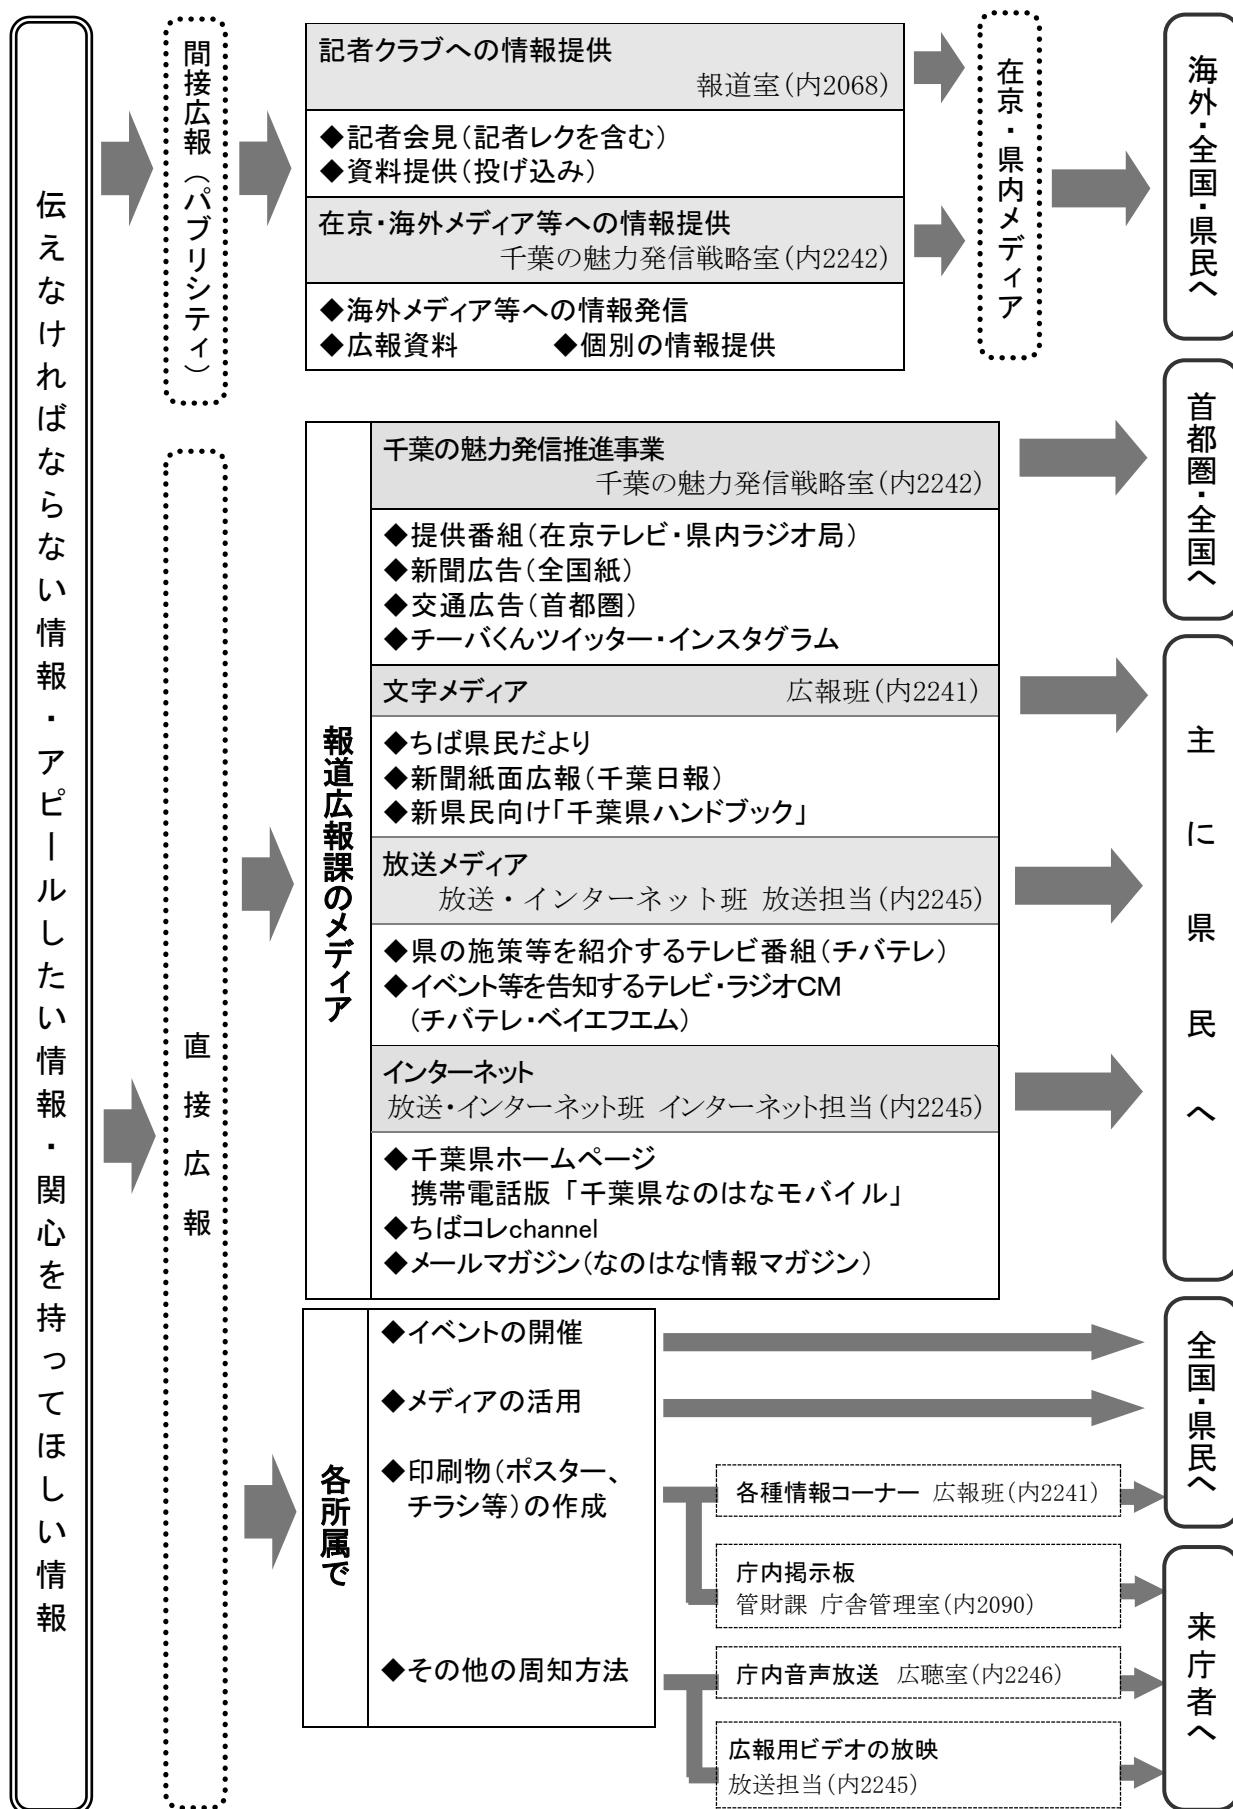 伝えなければならない情報・アピールしたい情報・関心を持ってほしい情報
間接広報（パブリシティ）
記者クラブへの情報提供
報道室(内2068)
◆記者会見(記者レクを含む)
◆資料提供(投げ込み)
在京・海外メディア等への情報提供
千葉の魅力発信戦略室(内2242)
◆海外メディア等への情報発信
◆広報資料　◆個別の情報提供
在京・県内メディア
海外・全国・県民へ
直接広報
報道広報課のメディア
千葉の魅力発信推進事業
千葉の魅力発信戦略室(内2242)
◆提供番組(在京テレビ・県内ラジオ局)
◆新聞広告(全国紙)
◆交通広告(首都圏)
◆チーバくんツイッター・インスタグラム
首都圏・全国へ
文字メディア　広報班(内2241)
◆ちば県民だより
◆新聞紙面広報(千葉日報)
◆新県民向け「千葉県ハンドブック」
放送メディア
放送・インターネット班 放送担当(内2245)
◆県の施策等を紹介するテレビ番組(チバテレ)
◆イベント等を告知するテレビ・ラジオCM
(チバテレ・ベイエフエム)
インターネット
放送・インターネット班 インターネット担当(内2245)
◆千葉県ホームページ
携帯電話版「千葉県なのはなモバイル」
◆ちばコレchannel
◆メールマガジン(なのはな情報マガジン)
主に県民へ
各所属で
◆イベントの開催
◆メディアの活用
◆印刷物(ポスター、
チラシ等)の作成
◆その他の周知方法
各種情報コーナー 広報班(内2241)
庁内掲示板
管財課 庁舎管理室(内2090)
庁内音声放送 広聴室(内2246)
広報用ビデオの放映
放送担当(内2245)
全国・県民へ
来庁者へ